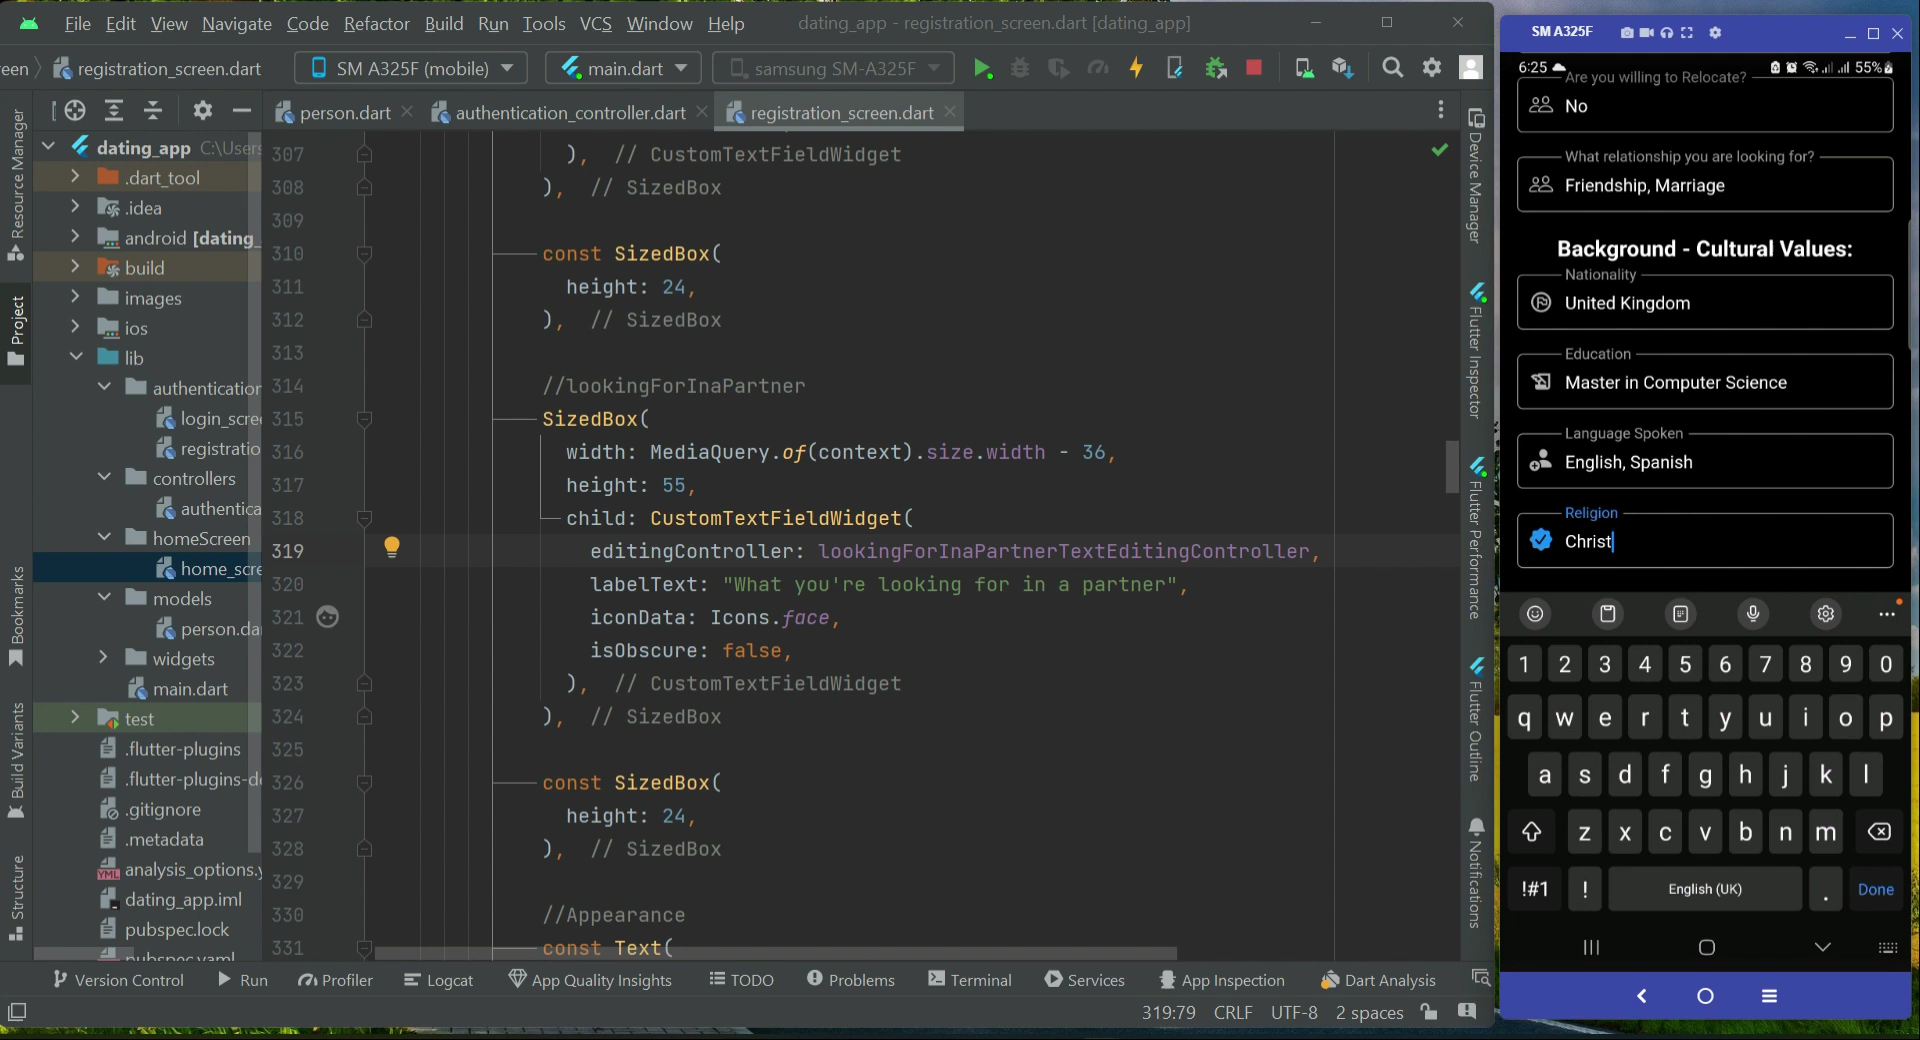 File Edit View Navigate Code Refactor Build Run Tools VCS Window Help
dating_app - registration_screen.dart [dating_app]
een
registration_screen.dart
SM A325F (mobile)
main.dart
samsung SM-A325F
person.dart
authentication_controller.dart
registration_screen.dart
Resource Manager
Project
Bookmarks
Build Variants
Structure
dating_app C:\Users
.dart_tool
.idea
android [dating_
build
images
ios
lib
authentication
login_scre
registratio
controllers
authentica
homeScreen
home_scre
models
person.da
widgets
main.dart
test
.flutter-plugins
.flutter-plugins-d
.gitignore
.metadata
analysis_options.y
dating_app.iml
pubspec.lock
pubspec.yaml
307 ), // CustomTextFieldWidget
308 ), // SizedBox
309
310 const SizedBox(
311 height: 24,
312 ), // SizedBox
313
314 //lookingForInaPartner
315 SizedBox(
316 width: MediaQuery.of(context).size.width - 36,
317 height: 55,
318 child: CustomTextFieldWidget(
319 editingController: lookingForInaPartnerTextEditingController,
320 labelText: "What you're looking for in a partner",
321 iconData: Icons.face,
322 isObscure: false,
323 ), // CustomTextFieldWidget
324 ), // SizedBox
325
326 const SizedBox(
327 height: 24,
328 ), // SizedBox
329
330 //Appearance
331 const Text(
Device Manager
Flutter Inspector
Flutter Performance
Flutter Outline
Notifications
Version Control Run Profiler Logcat App Quality Insights TODO Problems Terminal Services App Inspection Dart Analysis
319:79 CRLF UTF-8 2 spaces
SM A325F
6:25 55%
Are you willing to Relocate?
No
What relationship you are looking for?
Friendship, Marriage
Background - Cultural Values:
Nationality
United Kingdom
Education
Master in Computer Science
Language Spoken
English, Spanish
Religion
Christ
1 2 3 4 5 6 7 8 9 0
q w e r t y u i o p
a s d f g h j k l
z x c v b n m
!#1 ! English (UK) . Done